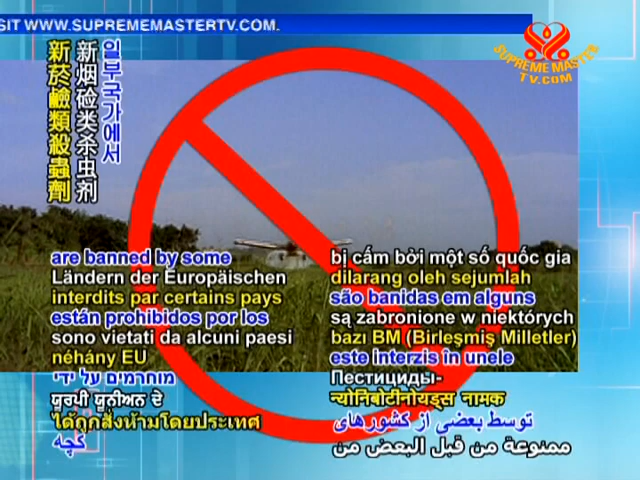 SIT WWW.SUPREMEMASTERTV.COM.
SUPREME MASTER
TV.COM
新菸鹼類殺蟲劑
新烟硷类杀虫剂
일부국가에서
are banned by some
Ländern der Europäischen
interdits par certains pays
están prohibidos por los
sono vietati da alcuni paesi
néhány EU
מוחרמים על ידי
ਯੂਰਪੀ ਯੂਨੀਅਨ ਦੇ
ได้ถูกสั่งห้ามโดยประเทศ
bị cấm bởi một số quốc gia
dilarang oleh sejumlah
são banidas em alguns
są zabronione w niektórych
bazı BM (Birleşmiş Milletler)
este interzis în unele
Пестициды-
न्योनिबोटीनोयड्स नामक
توسط بعضی از کشورهای
ممنوعة من قبل البعض من